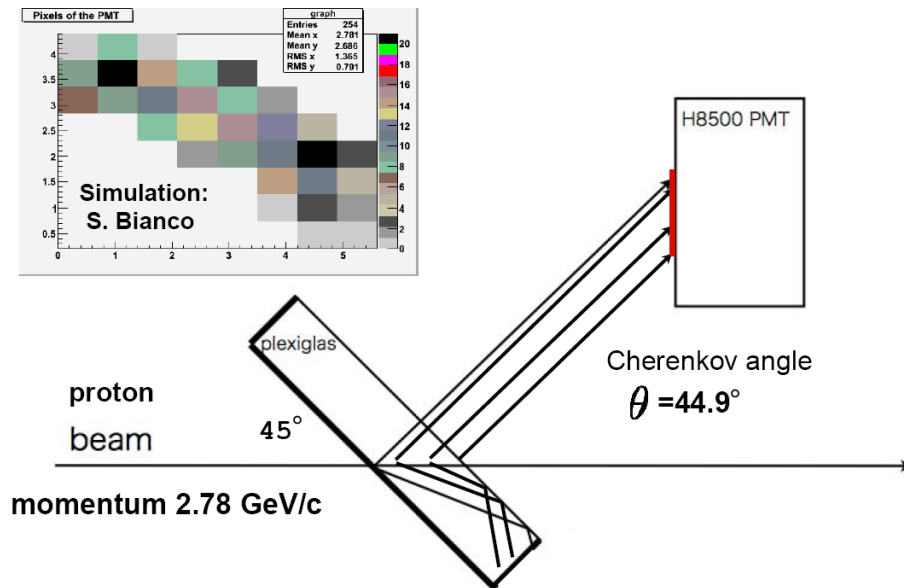 Pixels of the PMT
graph
Entries 254
Mean x 2.781
Mean y 2.686
RMS x 1.365
RMS y 0.791
4
3.5
3
2.5
2
1.5
1
0.5
0 1 2 3 4 5
20
18
16
14
12
10
8
6
4
2
0
Simulation:
S. Bianco
H8500 PMT
plexiglas
Cherenkov angle
θ =44.9°
proton
45°
beam
momentum 2.78 GeV/c